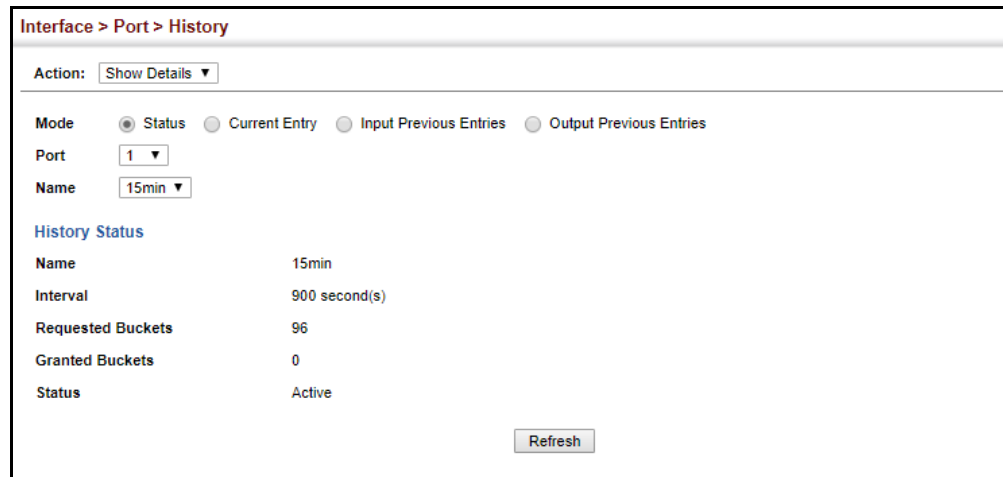 Interface > Port > History
Action: Show Details ▼
Mode Status Current Entry Input Previous Entries Output Previous Entries
Port 1 ▼
Name 15min ▼
History Status
Name 15min
Interval 900 second(s)
Requested Buckets 96
Granted Buckets 0
Status Active
Refresh